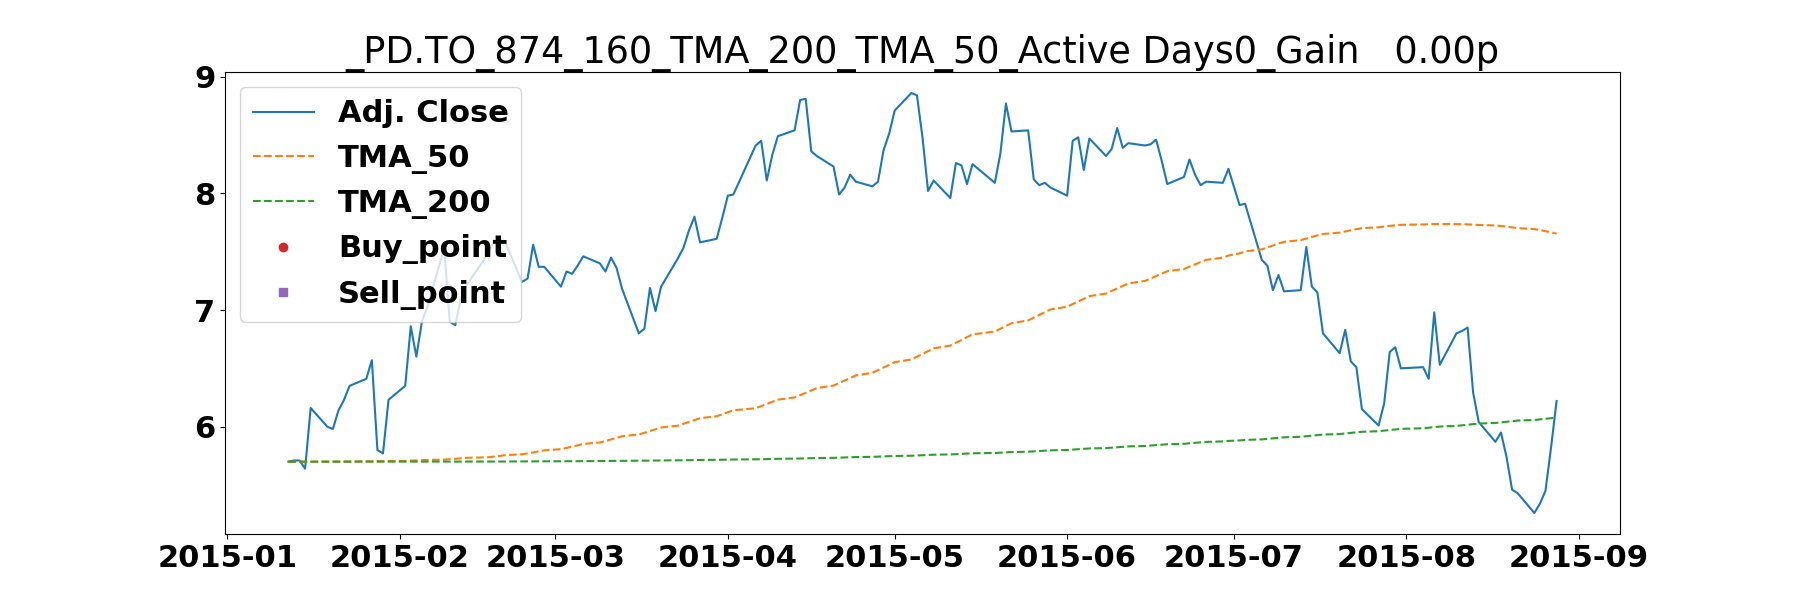 _PD.TO_874_160_TMA_200_TMA_50_Active Days0_Gain   0.00p
9
8
7
6
Adj. Close
TMA_50
TMA_200
Buy_point
Sell_point
2015-01 2015-02 2015-03 2015-04 2015-05 2015-06 2015-07 2015-08 2015-09